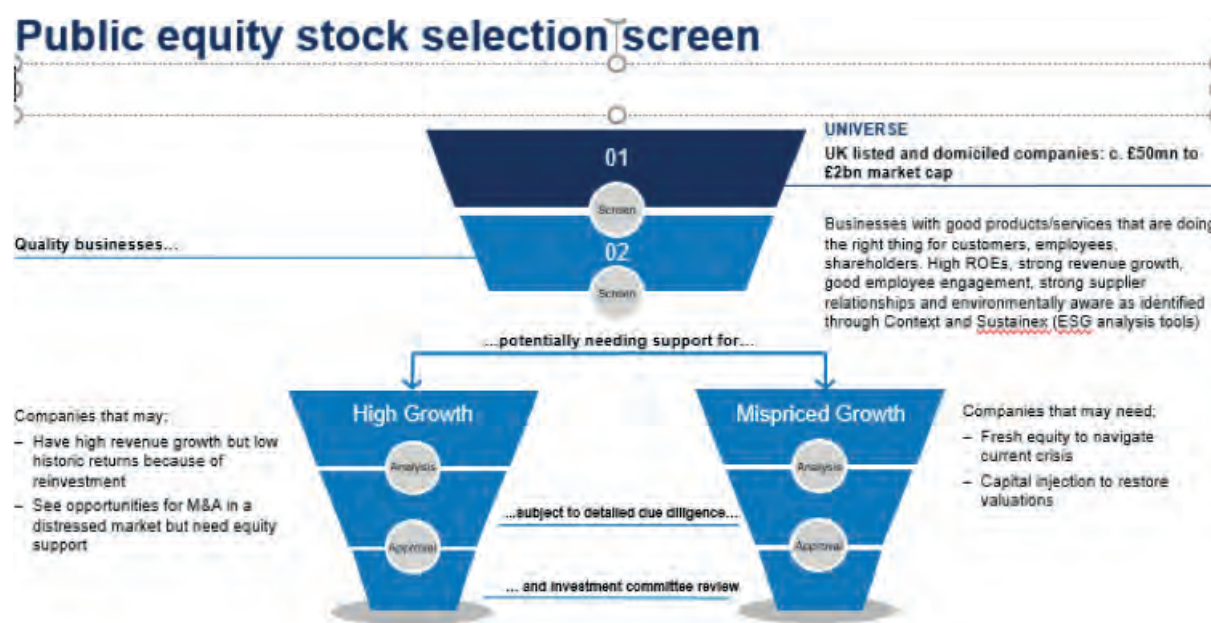 Public equity stock selection screen
UNIVERSE
UK listed and domiciled companies: c. £50mn to
£2bn market cap
01
Screen
Quality businesses...
02
Screen
Businesses with good products/services that are doing
the right thing for customers, employees,
shareholders. High ROEs, strong revenue growth,
good employee engagement, strong supplier
relationships and environmentally aware as identified
through Context and Sustainex (ESG analysis tools)
...potentially needing support for...
Companies that may;
– Have high revenue growth but low
historic returns because of
reinvestment
– See opportunities for M&A in a
distressed market but need equity
support
High Growth
Analysis
Approval
Mispriced Growth
Analysis
Approval
Companies that may need;
– Fresh equity to navigate
current crisis
– Capital injection to restore
valuations
...subject to detailed due diligence...
... and investment committee review